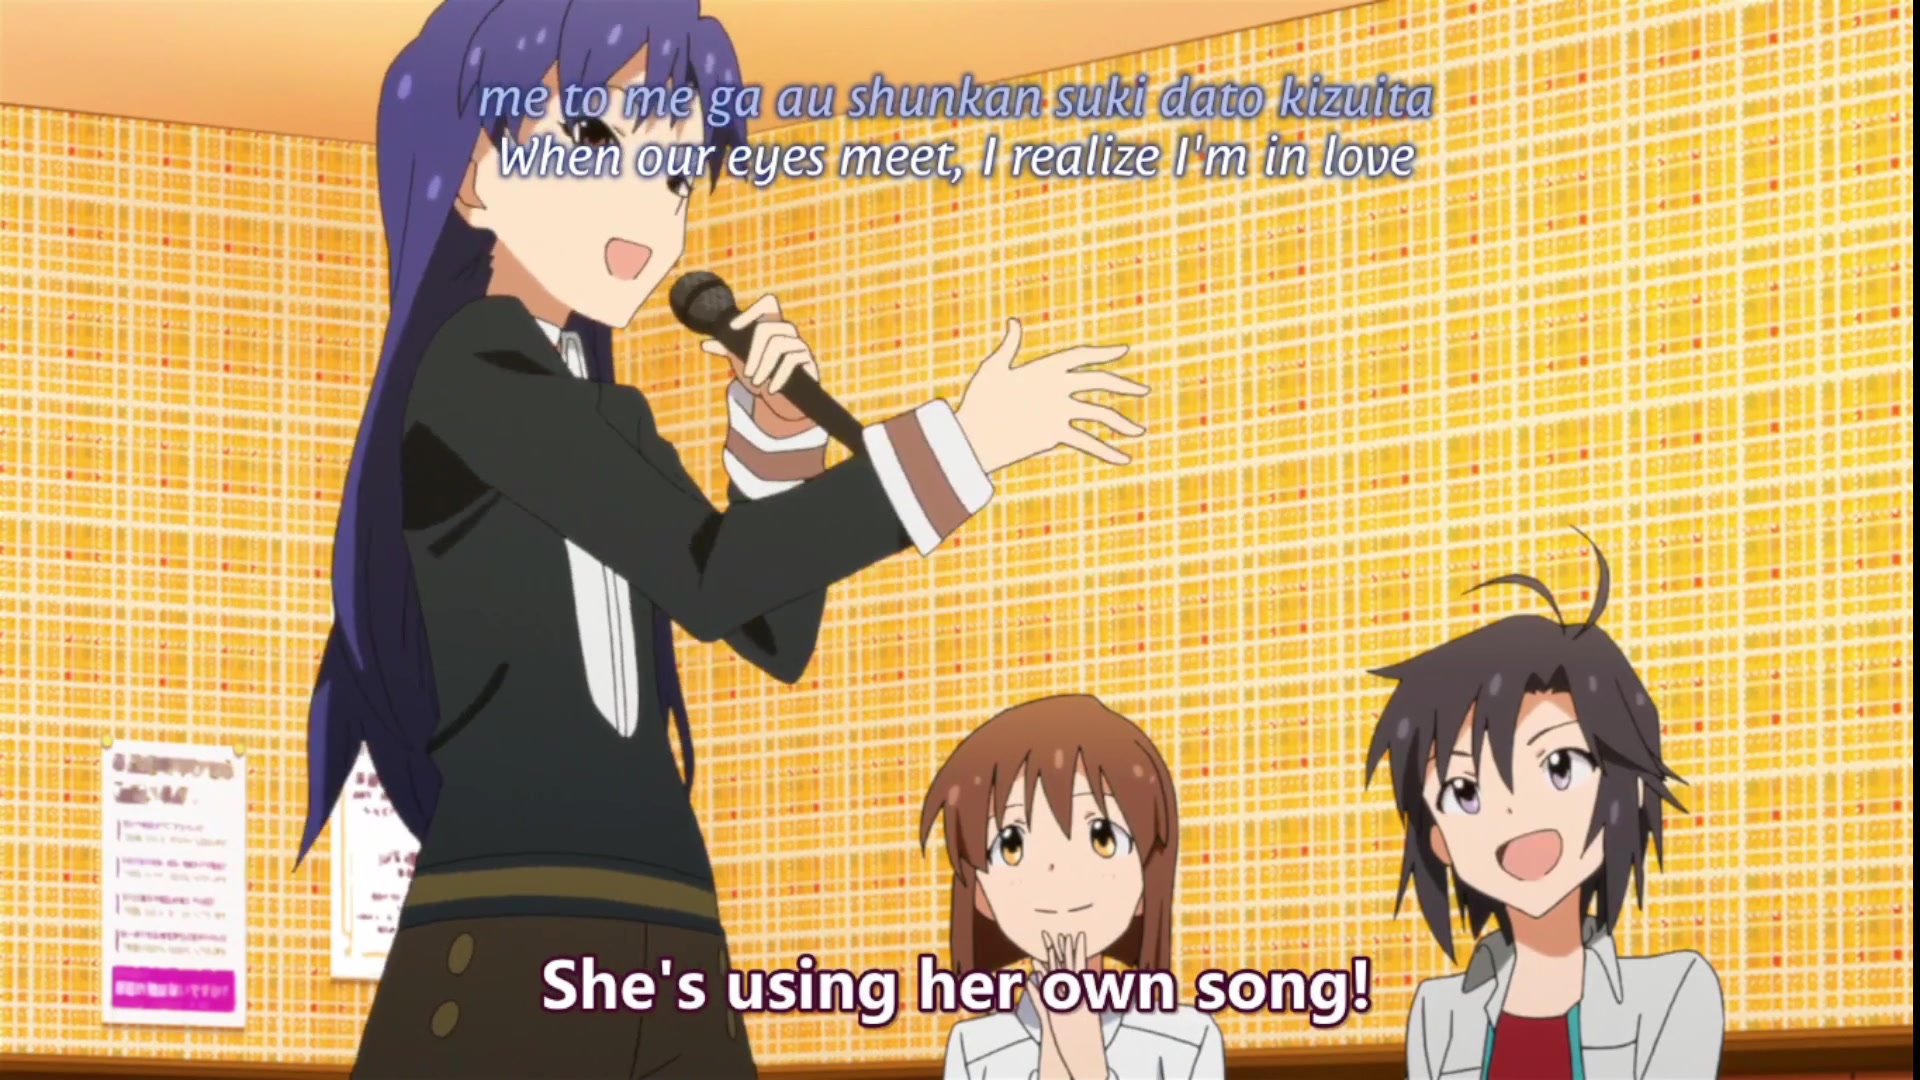 me to me ga au shunkan suki dato kizuita
When our eyes meet, I realize I'm in love
She's using her own song!